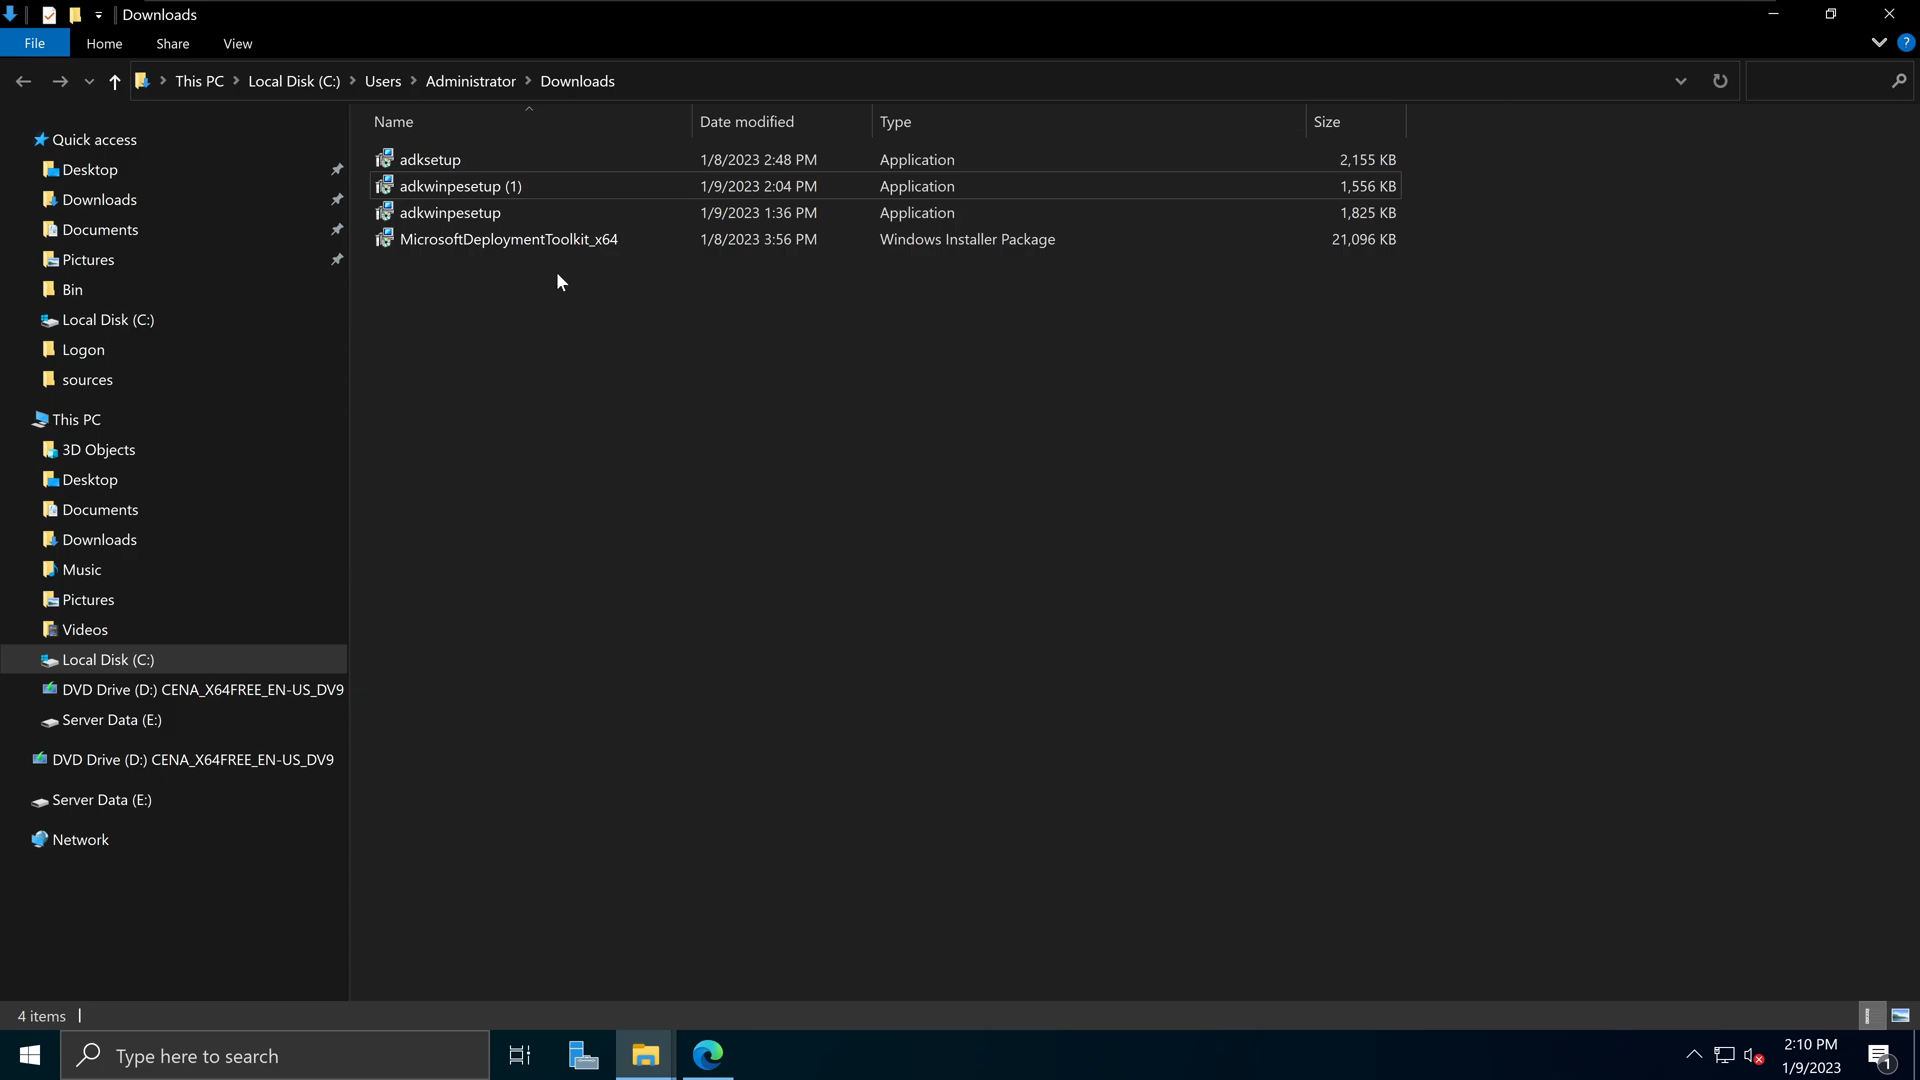 Downloads
File Home Share View
This PC Local Disk (C:) Users Administrator Downloads
Name Date modified Type Size
adksetup 1/8/2023 2:48 PM Application 2,155 KB
adkwinpesetup (1) 1/9/2023 2:04 PM Application 1,556 KB
adkwinpesetup 1/9/2023 1:36 PM Application 1,825 KB
MicrosoftDeploymentToolkit_x64 1/8/2023 3:56 PM Windows Installer Package 21,096 KB
Quick access
Desktop
Downloads
Documents
Pictures
Bin
Local Disk (C:)
Logon
sources
This PC
3D Objects
Desktop
Documents
Downloads
Music
Pictures
Videos
Local Disk (C:)
DVD Drive (D:) CENA_X64FREE_EN-US_DV9
Server Data (E:)
DVD Drive (D:) CENA_X64FREE_EN-US_DV9
Server Data (E:)
Network
4 items
Type here to search
2:10 PM
1/9/2023
1